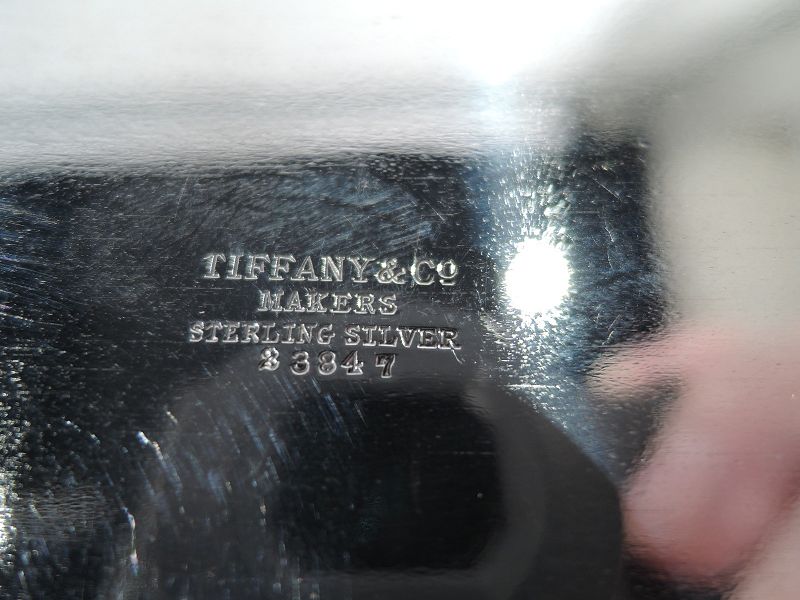 TIFFANY & Co
MAKERS
STERLING SILVER
23847